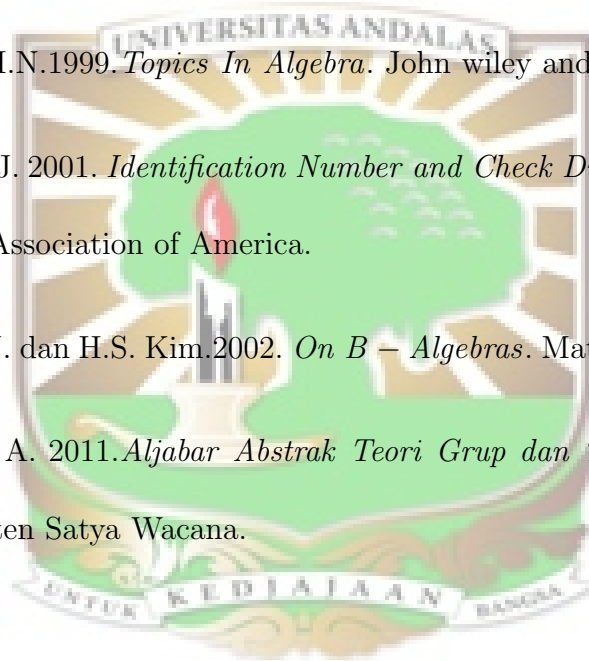 UNIVERSITAS ANDALAS
I.N.1999.Topics In Algebra. John wiley and
J. 2001. Identification Number and Check D
Association of America.
J. dan H.S. Kim.2002. On B − Algebras. Mat
A. 2011.Aljabar Abstrak Teori Grup dan
ten Satya Wacana.
UNTUK KEDJAJAAN BANGSA